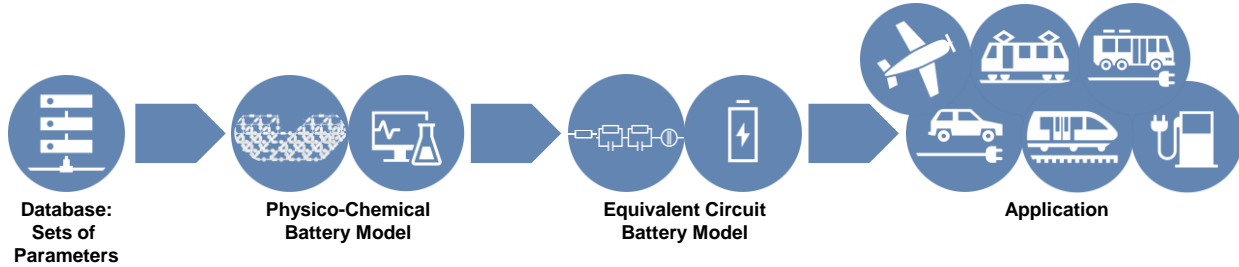 Database:
Sets of
Parameters
Physico-Chemical
Battery Model
Equivalent Circuit
Battery Model
Application